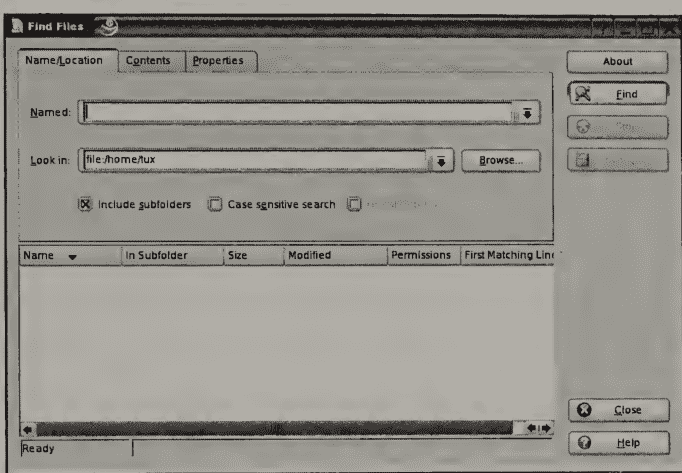 Find Files
Name/Location Contents Properties
About
Named:
Find
Look in: file:/home/tux Browse...
Include subfolders Case sensitive search
Name In Subfolder Size Modified Permissions First Matching Line
Close
Ready
Help